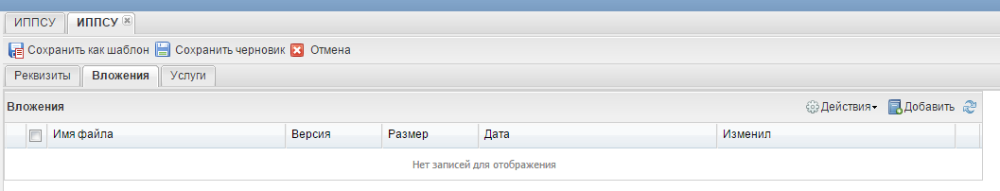 ИППСУ ИППСУ
Сохранить как шаблон Сохранить черновик Отмена
Реквизиты Вложения Услуги
Вложения Действия Добавить
Имя файла Версия Размер Дата Изменил
Нет записей для отображения